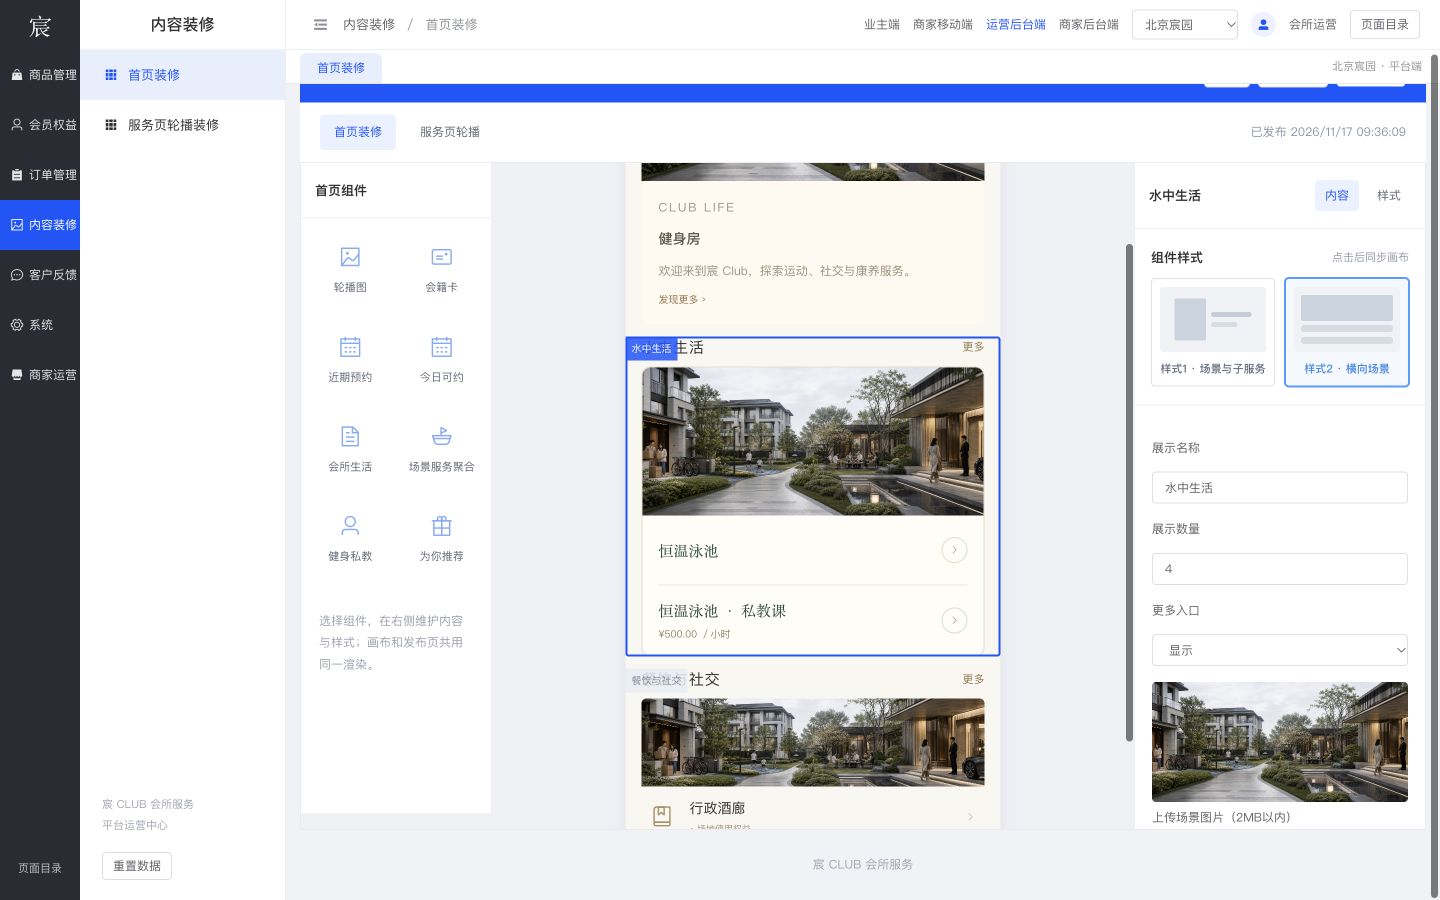 宸
内容装修
内容装修 / 首页装修
业主端
商家移动端
运营后台端
商家后台端
北京宸园
会所运营
页面目录
商品管理
会员权益
订单管理
内容装修
客户反馈
系统
商家运营
页面目录
首页装修
服务页轮播装修
宸 CLUB 会所服务
平台运营中心
重置数据
首页装修
北京宸园 · 平台端
首页装修
服务页轮播
已发布 2026/11/17 09:36:09
首页组件
轮播图
会籍卡
近期预约
今日可约
会所生活
场景服务聚合
健身私教
为你推荐
选择组件，在右侧维护内容
与样式；画布和发布页共用
同一渲染。
CLUB LIFE
健身房
欢迎来到宸 Club，探索运动、社交与康养服务。
发现更多 ›
水中生活
生活
更多
恒温泳池
恒温泳池 · 私教课
¥500.00 / 小时
餐饮与社交
社交
更多
行政酒廊
水中生活
内容
样式
组件样式
点击后同步画布
样式1 · 场景与子服务
样式2 · 横向场景
展示名称
水中生活
展示数量
4
更多入口
显示
上传场景图片（2MB以内）
宸 CLUB 会所服务